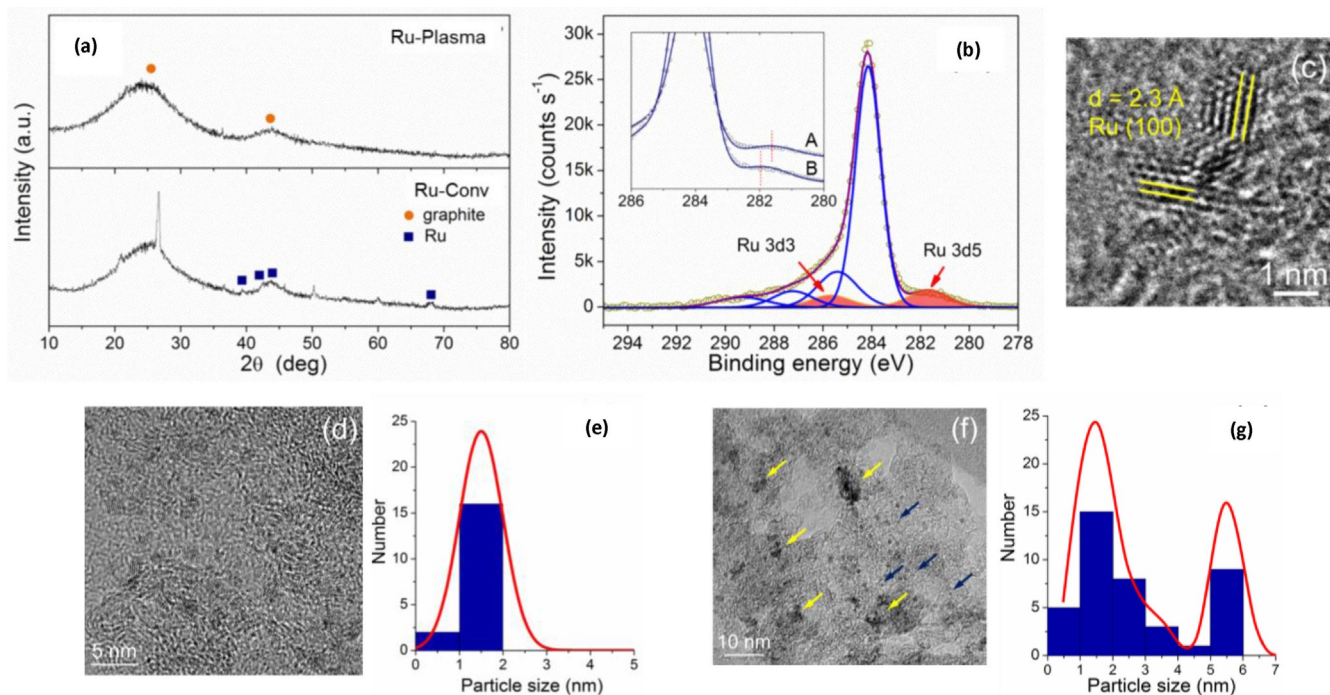 (a)
Ru-Plasma
Ru-Conv
graphite
Ru
Intensity (a.u.)
10 20 30 40 50 60 70 80
2θ (deg)
(b)
30k
25k
20k
15k
10k
5k
0
Intensity (counts s⁻¹)
A
B
286 284 282 280
Ru 3d3
Ru 3d5
294 292 290 288 286 284 282 280 278
Binding energy (eV)
(c)
d = 2.3 Å
Ru (100)
1 nm
(d)
5 nm
(e)
25
20
15
10
5
0
Number
0 1 2 3 4 5
Particle size (nm)
(f)
10 nm
(g)
25
20
15
10
5
0
Number
0 1 2 3 4 5 6 7
Particle size (nm)